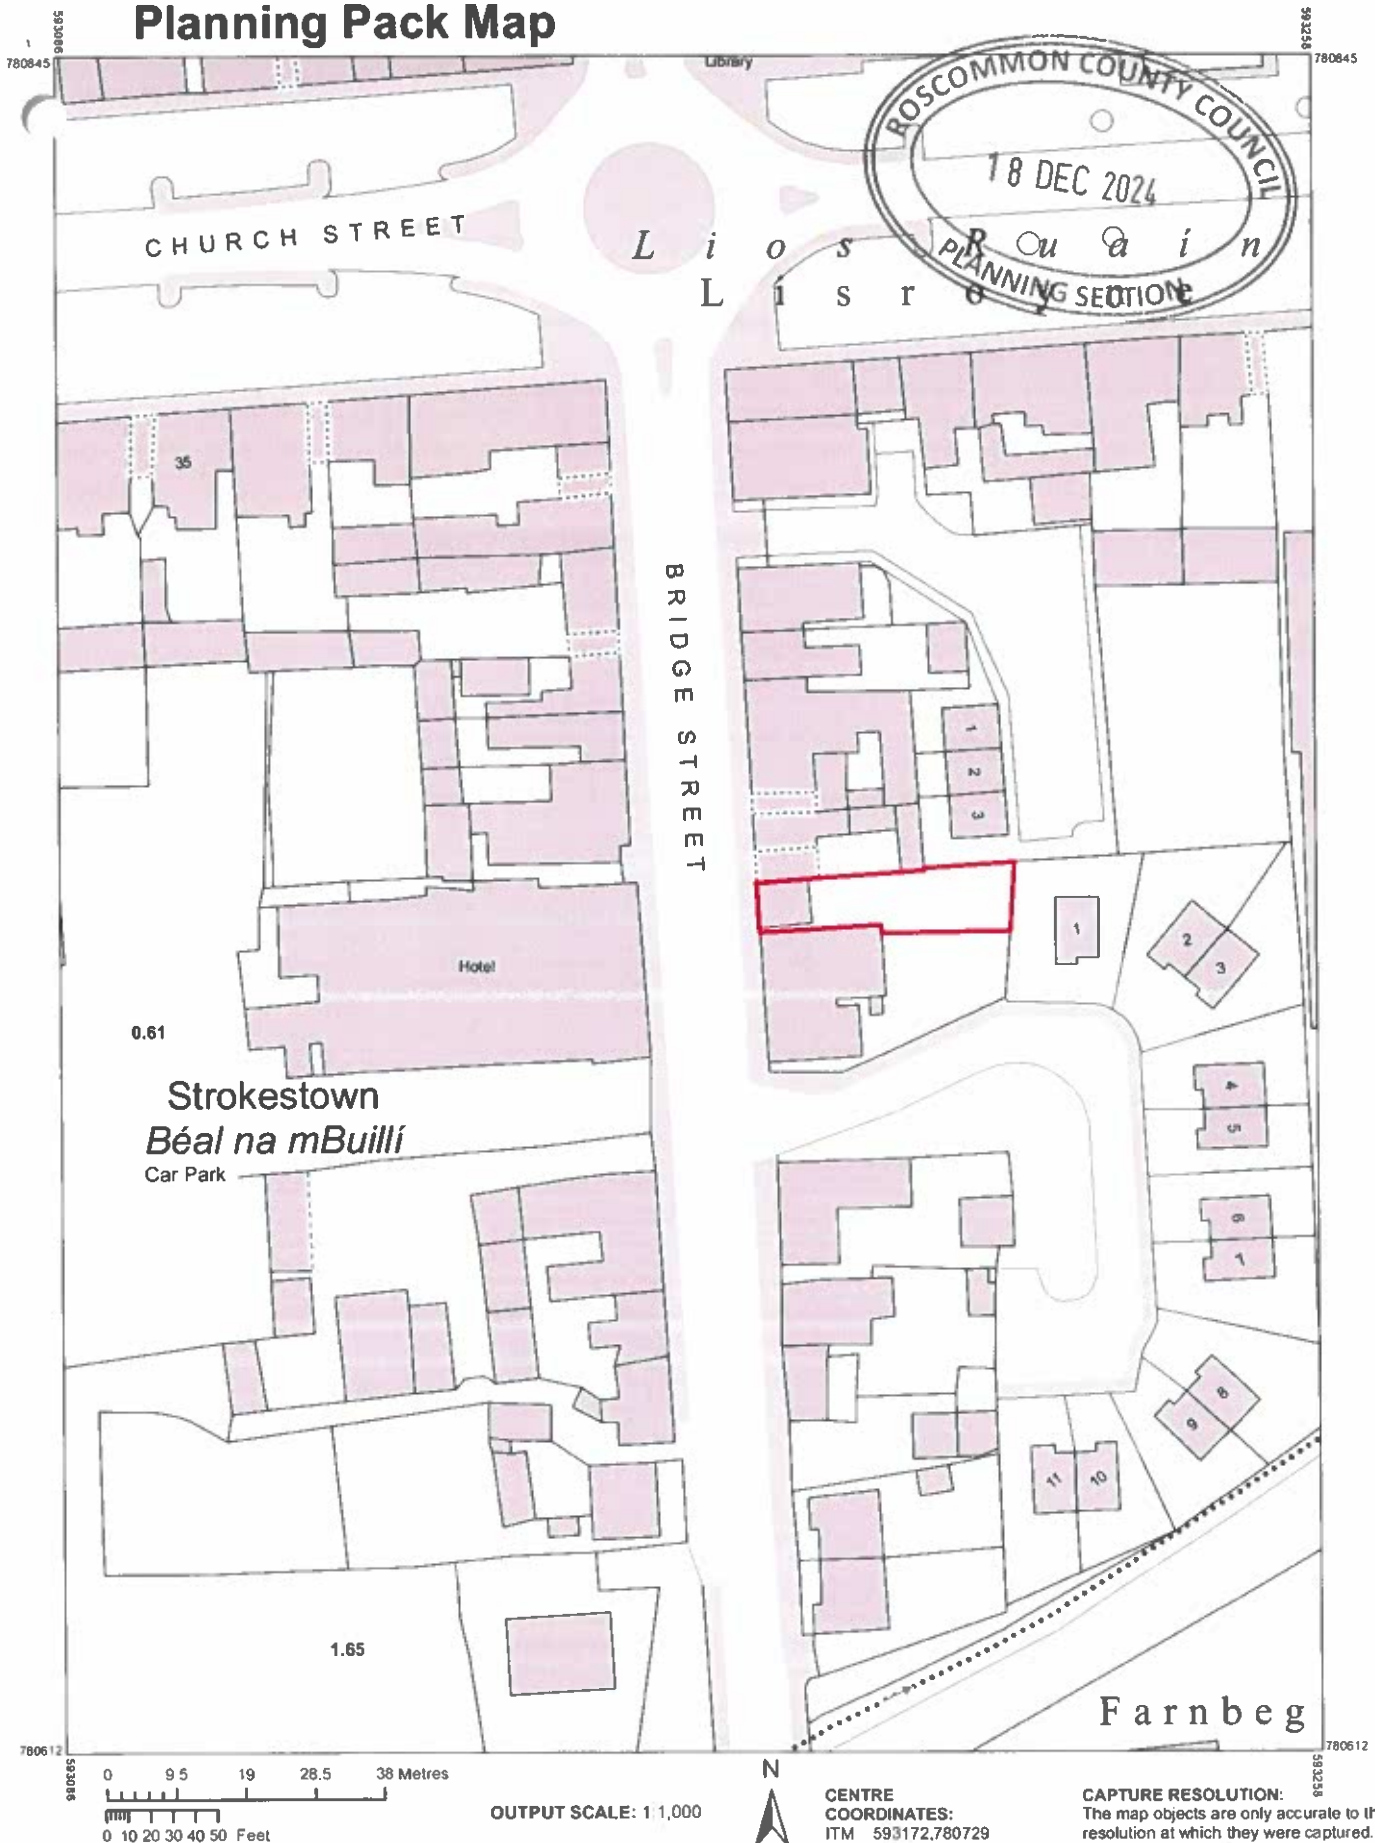 Planning Pack Map
593086
593258
1
780845
780845
Library
ROSCOMMON COUNTY COUNCIL
18 DEC 2024
PLANNING SECTION
CHURCH STREET
Lios Ruain
Lisroyne
35
BRIDGE STREET
1
2
3
1
2
3
Hotel
0.61
4
5
Strokestown
Béal na mBuillí
Car Park
6
7
8
9
11
10
1.65
Farnbeg
780612
780612
593086
593258
0 9.5 19 28.5 38 Metres
0 10 20 30 40 50 Feet
OUTPUT SCALE: 1:1,000
N
CENTRE
COORDINATES:
ITM 593172,780729
CAPTURE RESOLUTION:
The map objects are only accurate to th
resolution at which they were captured.